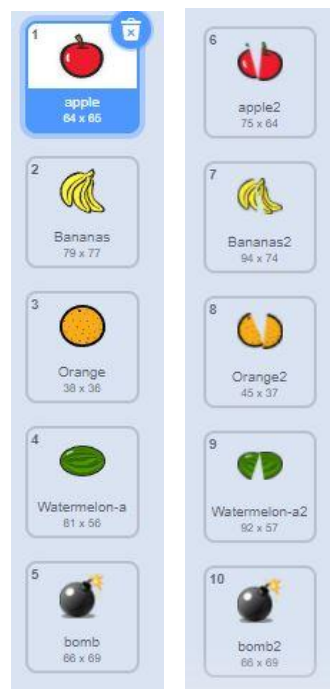 1
apple
64 x 65
2
Bananas
79 x 77
3
Orange
38 x 36
4
Watermelon-a
61 x 56
5
bomb
66 x 69
6
apple2
75 x 64
7
Bananas2
94 x 74
8
Orange2
45 x 37
9
Watermelon-a2
92 x 57
10
bomb2
66 x 69